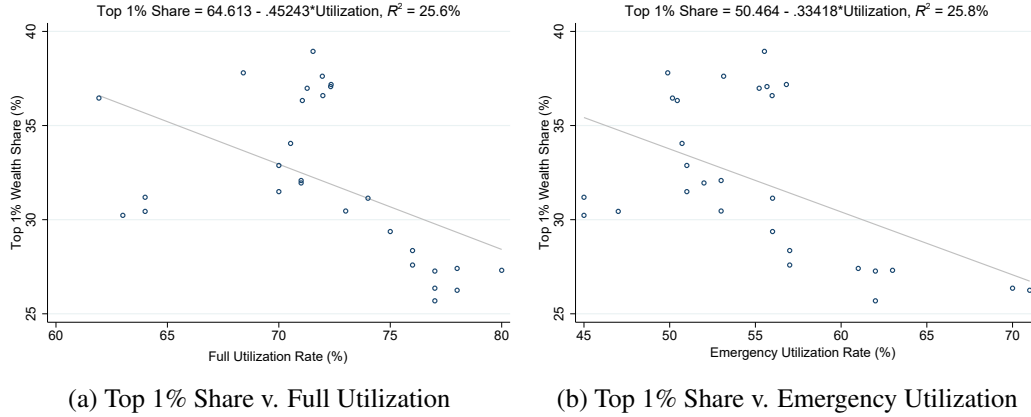 Top 1% Share = 64.613 - .45243*Utilization, R² = 25.6%
40
35
30
25
Top 1% Wealth Share (%)
60 65 70 75 80
Full Utilization Rate (%)
(a) Top 1% Share v. Full Utilization
Top 1% Share = 50.464 - .33418*Utilization, R² = 25.8%
40
35
30
25
Top 1% Wealth Share (%)
45 50 55 60 65 70
Emergency Utilization Rate (%)
(b) Top 1% Share v. Emergency Utilization